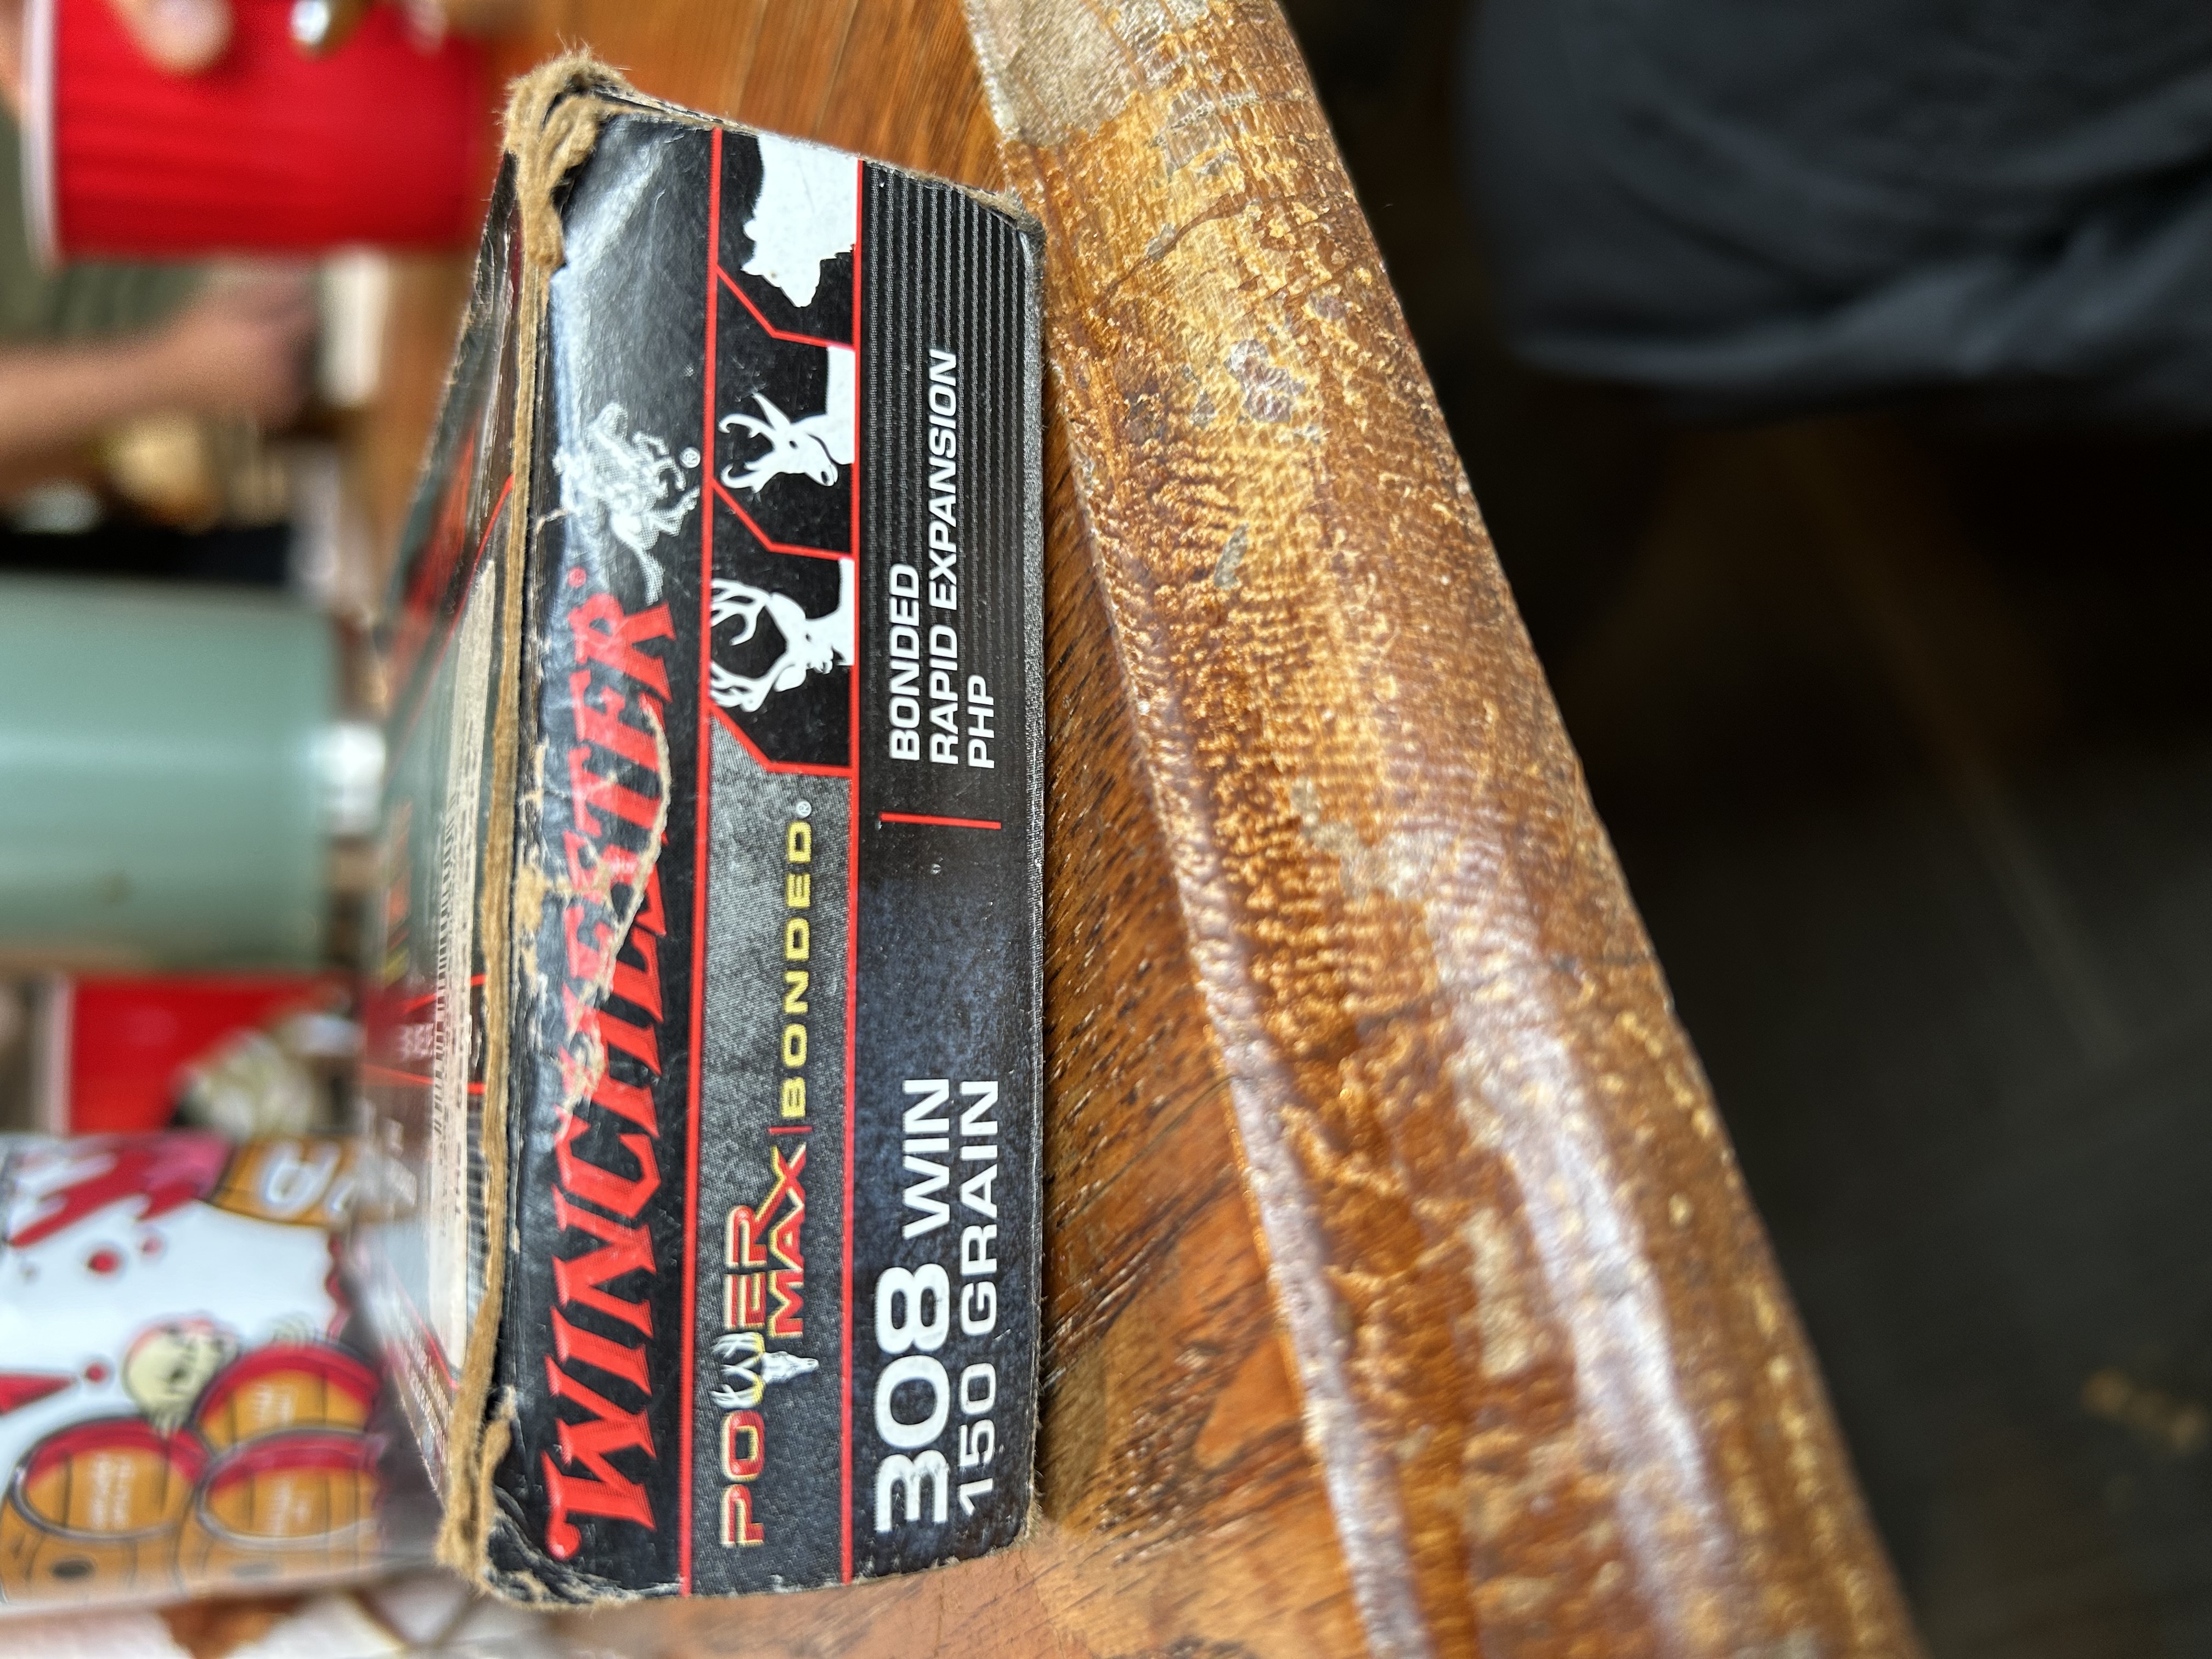 WINCHESTER®
®
POWER
MAX | BONDED®
308 WIN
150 GRAIN
BONDED
RAPID EXPANSION
PHP